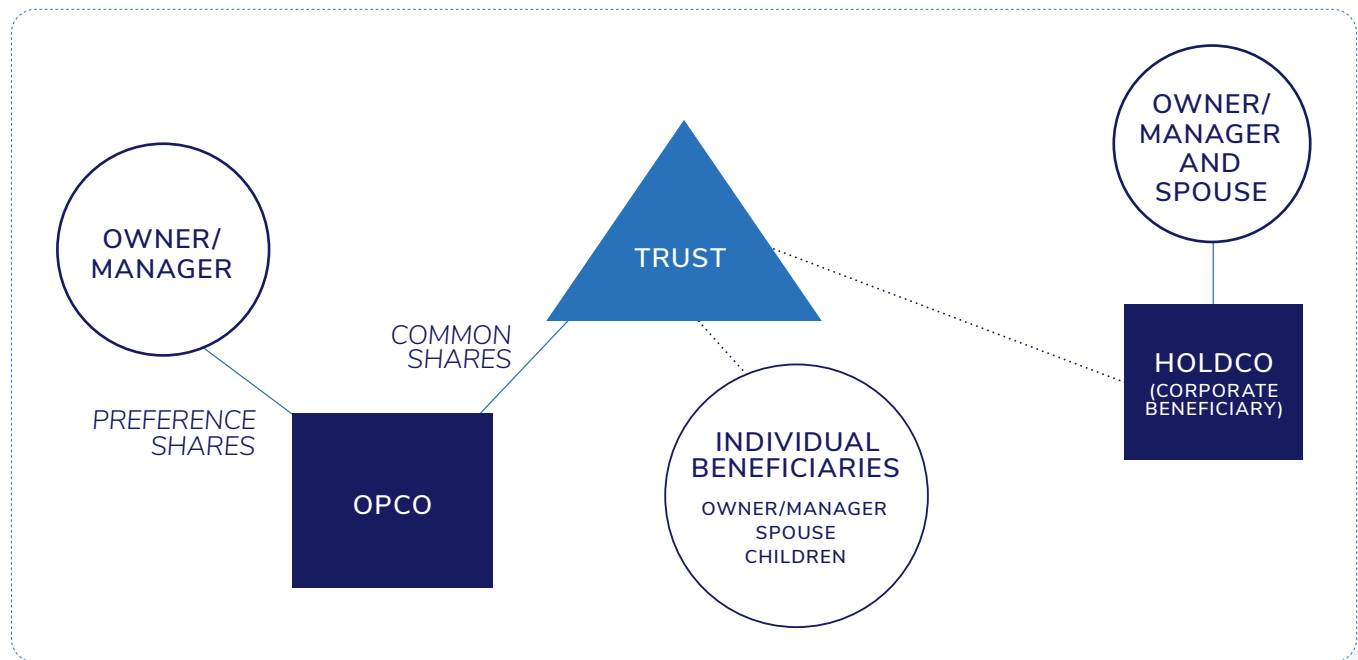 OWNER/
MANAGER
PREFERENCE
SHARES
COMMON
SHARES
OPCO
TRUST
INDIVIDUAL
BENEFICIARIES
OWNER/MANAGER
SPOUSE
CHILDREN
OWNER/
MANAGER
AND
SPOUSE
HOLDCO
(CORPORATE
BENEFICIARY)